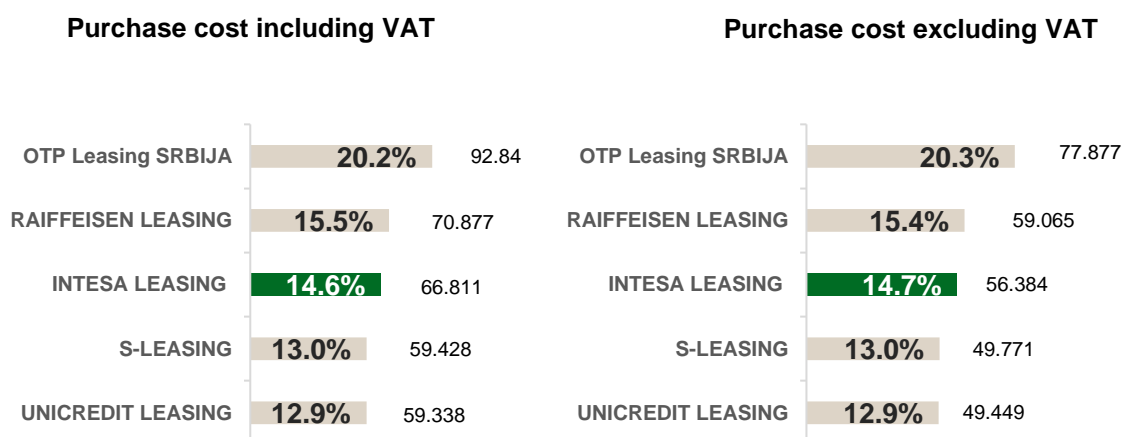 Purchase cost including VAT
OTP Leasing SRBIJA 20.2% 92.84
RAIFFEISEN LEASING 15.5% 70.877
INTESA LEASING 14.6% 66.811
S-LEASING 13.0% 59.428
UNICREDIT LEASING 12.9% 59.338
Purchase cost excluding VAT
OTP Leasing SRBIJA 20.3% 77.877
RAIFFEISEN LEASING 15.4% 59.065
INTESA LEASING 14.7% 56.384
S-LEASING 13.0% 49.771
UNICREDIT LEASING 12.9% 49.449